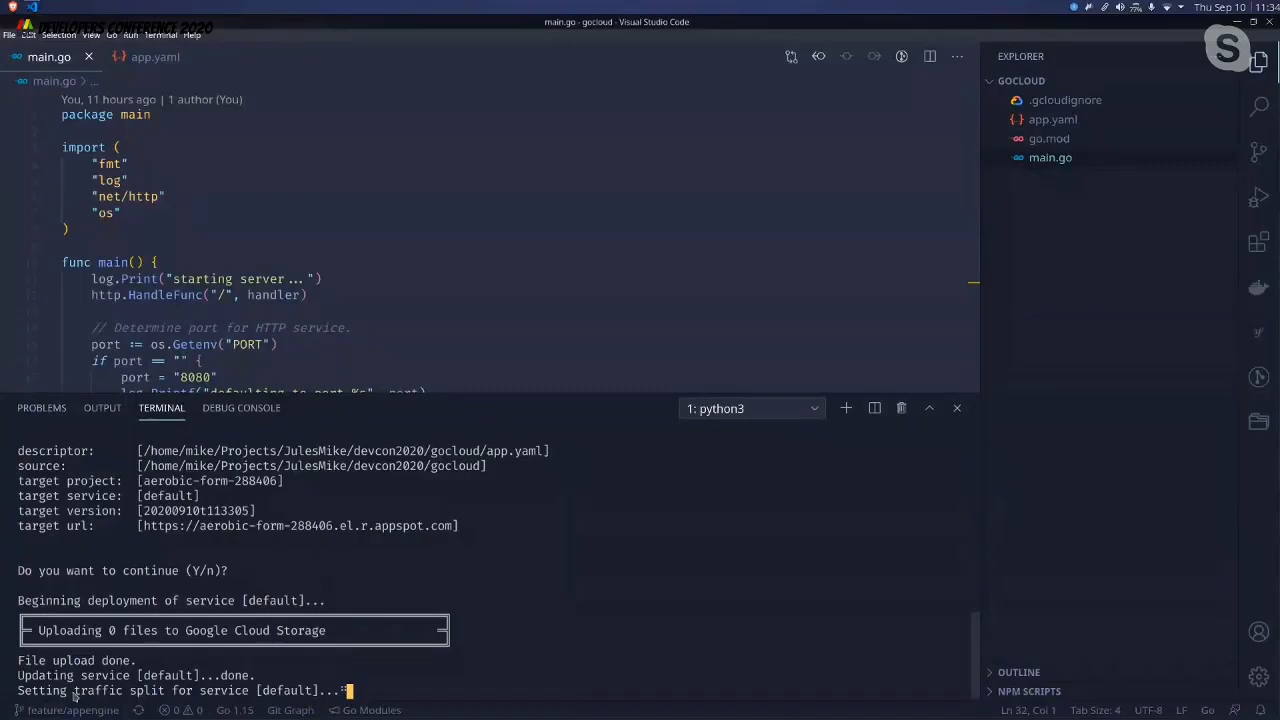 DEVELOPERS CONFERENCE 2020
main.go - gocloud - Visual Studio Code
77%
Thu Sep 10
11:34
File Edit Selection View Go Run Terminal Help
main.go
app.yaml
main.go > ...
You, 11 hours ago | 1 author (You)
1 package main
import (
"fmt"
"log"
"net/http"
"os"
)
func main() {
log.Print("starting server...")
http.HandleFunc("/", handler)
// Determine port for HTTP service.
port := os.Getenv("PORT")
if port == "" {
port = "8080"
log.Printf("defaulting to port %s", port)
EXPLORER
GOCLOUD
.gcloudignore
app.yaml
go.mod
main.go
OUTLINE
NPM SCRIPTS
PROBLEMS OUTPUT TERMINAL DEBUG CONSOLE
1: python3
descriptor: [/home/mike/Projects/JulesMike/devcon2020/gocloud/app.yaml]
source: [/home/mike/Projects/JulesMike/devcon2020/gocloud]
target project: [aerobic-form-288406]
target service: [default]
target version: [20200910t113305]
target url: [https://aerobic-form-288406.el.r.appspot.com]
Do you want to continue (Y/n)?
Beginning deployment of service [default]...
Uploading 0 files to Google Cloud Storage
File upload done.
Updating service [default]...done.
Setting traffic split for service [default]...
feature/appengine 0 0 Go 1.15 Git Graph Go Modules
Ln 32, Col 1 Tab Size: 4 UTF-8 LF Go